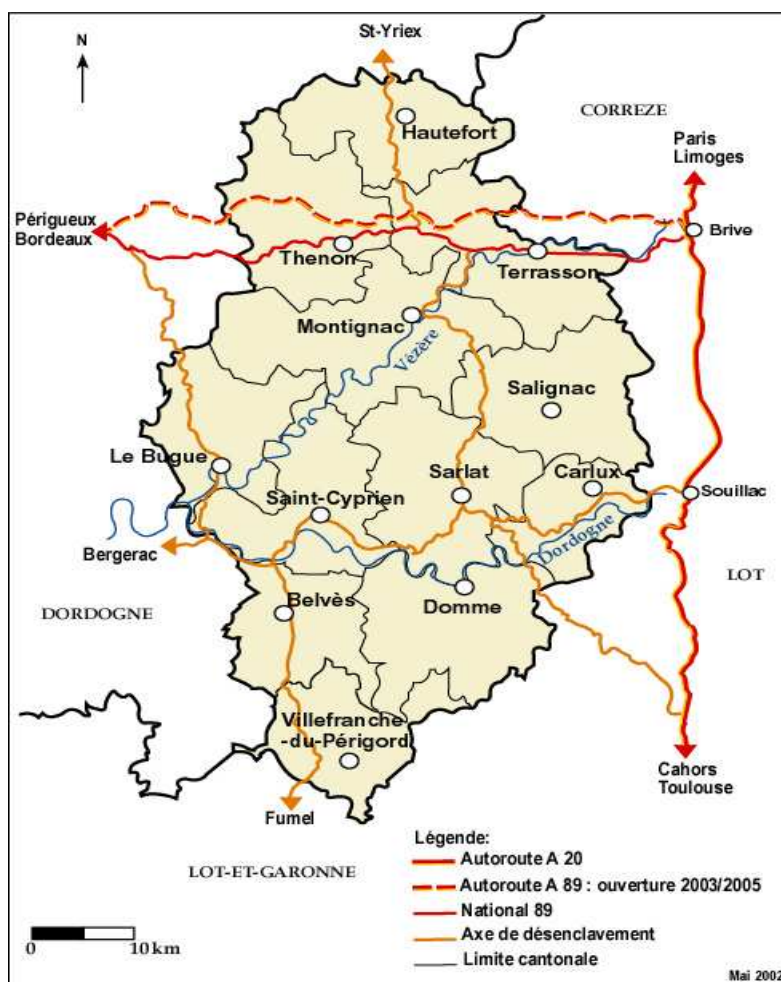 St-Yriex
N
CORREZE
Hautefort
Paris
Limoges
Périgueux
Bordeaux
Brive
Thenon
Terrasson
Montignac
Vézère
Salignac
Le Bugue
Saint-Cyprien
Sarlat
Carlux
Souillac
Bergerac
Dordogne
LOT
DORDOGNE
Belvès
Domme
Villefranche
-du-Périgord
Cahors
Toulouse
Fumel
LOT-ET-GARONNE
Légende:
Autoroute A 20
Autoroute A 89 : ouverture 2003/2005
National 89
Axe de désenclavement
Limite cantonale
10 km
Mai 2002